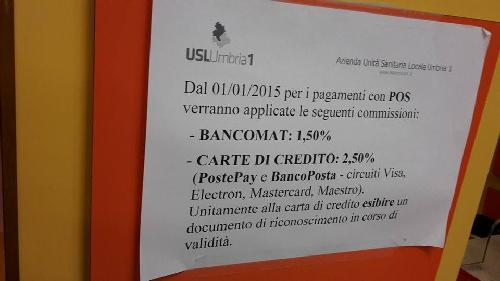 USLUmbria1
Azienda Unità Sanitaria Locale Umbria 1
Dal 01/01/2015 per i pagamenti con POS
verranno applicate le seguenti commissioni:
- BANCOMAT: 1,50%
- CARTE DI CREDITO: 2,50%
(PostePay e BancoPosta - circuiti Visa,
Electron, Mastercard, Maestro).
Unitamente alla carta di credito esibire un
documento di riconoscimento in corso di
validità.